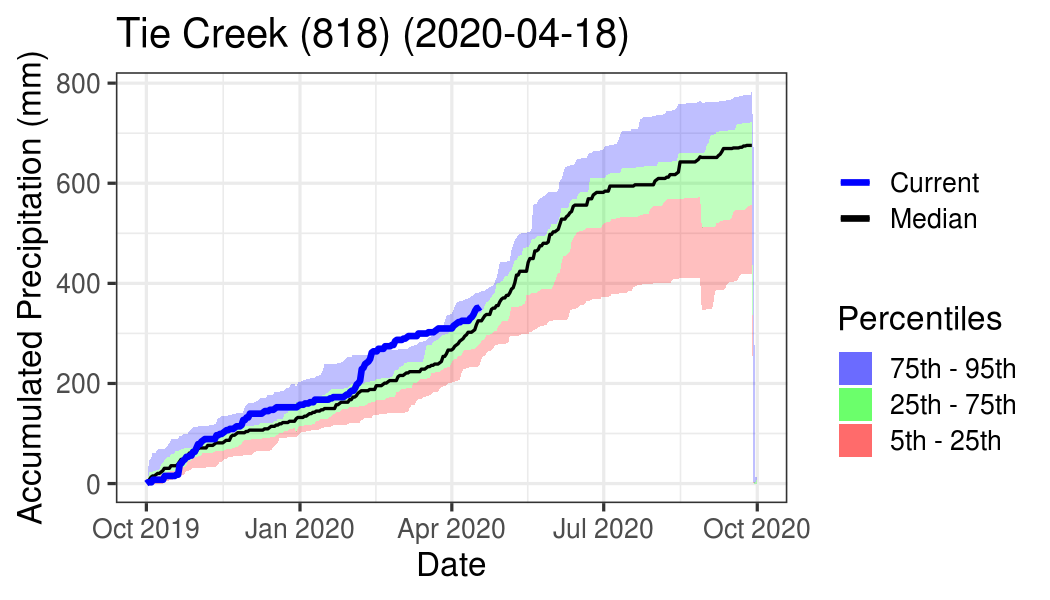 Tie Creek (818) (2020-04-18)
Accumulated Precipitation (mm)
800
600
400
200
0
Oct 2019
Jan 2020
Apr 2020
Jul 2020
Oct 2020
Date
Current
Median
Percentiles
75th - 95th
25th - 75th
5th - 25th